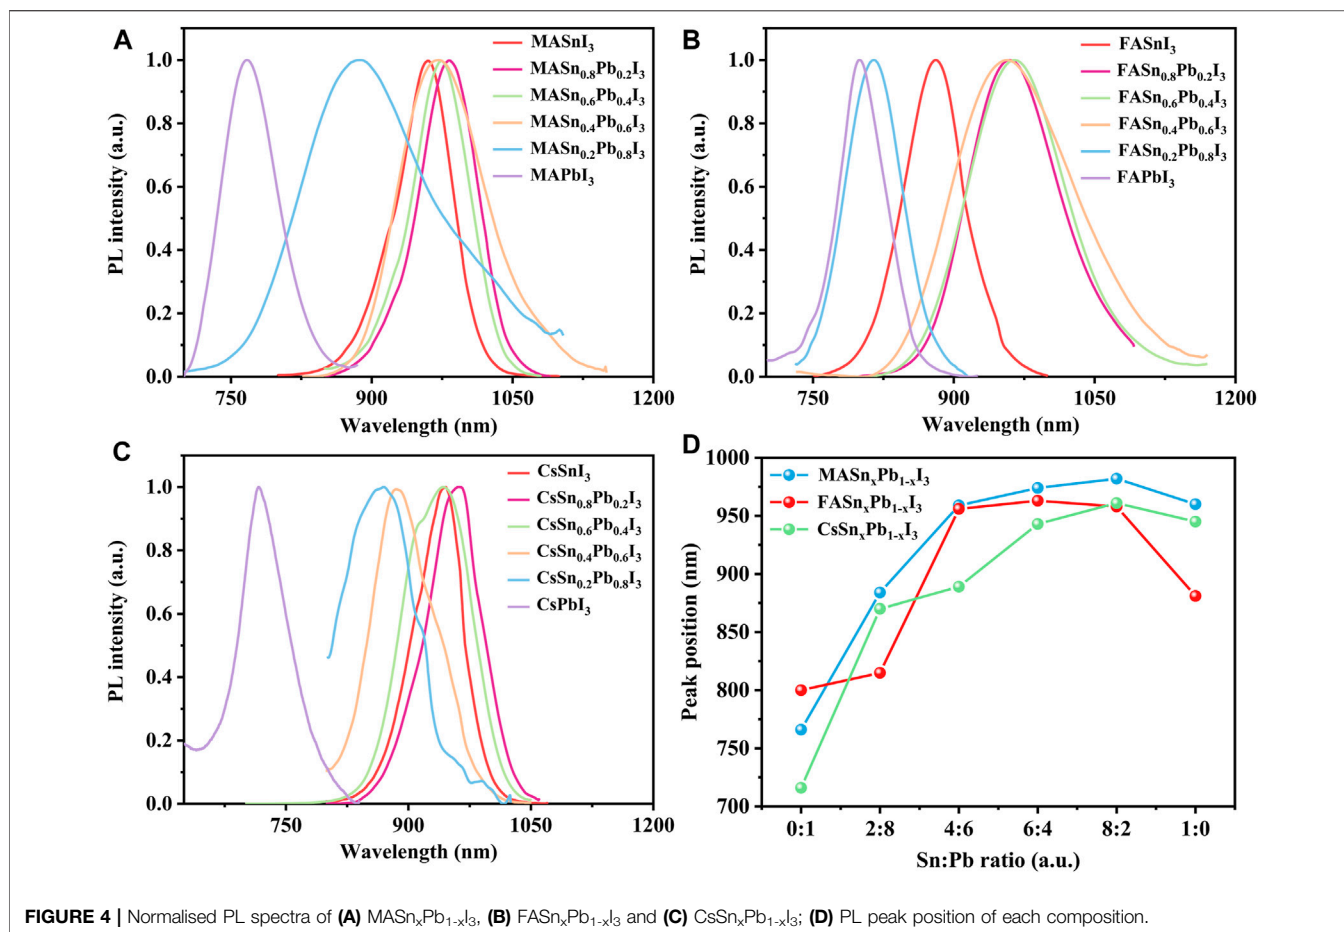 A
PL intensity (a.u.)
1.0
0.8
0.6
0.4
0.2
0.0
750
900
1050
1200
Wavelength (nm)
MASnI₃
MASn₀.₈Pb₀.₂I₃
MASn₀.₆Pb₀.₄I₃
MASn₀.₄Pb₀.₆I₃
MASn₀.₂Pb₀.₈I₃
MAPbI₃
B
PL intensity (a.u.)
1.0
0.8
0.6
0.4
0.2
0.0
750
900
1050
1200
Wavelength (nm)
FASnI₃
FASn₀.₈Pb₀.₂I₃
FASn₀.₆Pb₀.₄I₃
FASn₀.₄Pb₀.₆I₃
FASn₀.₂Pb₀.₈I₃
FAPbI₃
C
PL intensity (a.u.)
1.0
0.8
0.6
0.4
0.2
0.0
750
900
1050
1200
Wavelength (nm)
CsSnI₃
CsSn₀.₈Pb₀.₂I₃
CsSn₀.₆Pb₀.₄I₃
CsSn₀.₄Pb₀.₆I₃
CsSn₀.₂Pb₀.₈I₃
CsPbI₃
D
Peak position (nm)
1000
950
900
850
800
750
700
0:1
2:8
4:6
6:4
8:2
1:0
Sn:Pb ratio (a.u.)
MASnₓPb₁₋ₓI₃
FASnₓPb₁₋ₓI₃
CsSnₓPb₁₋ₓI₃
FIGURE 4 | Normalised PL spectra of (A) MASnₓPb₁₋ₓI₃, (B) FASnₓPb₁₋ₓI₃ and (C) CsSnₓPb₁₋ₓI₃; (D) PL peak position of each composition.